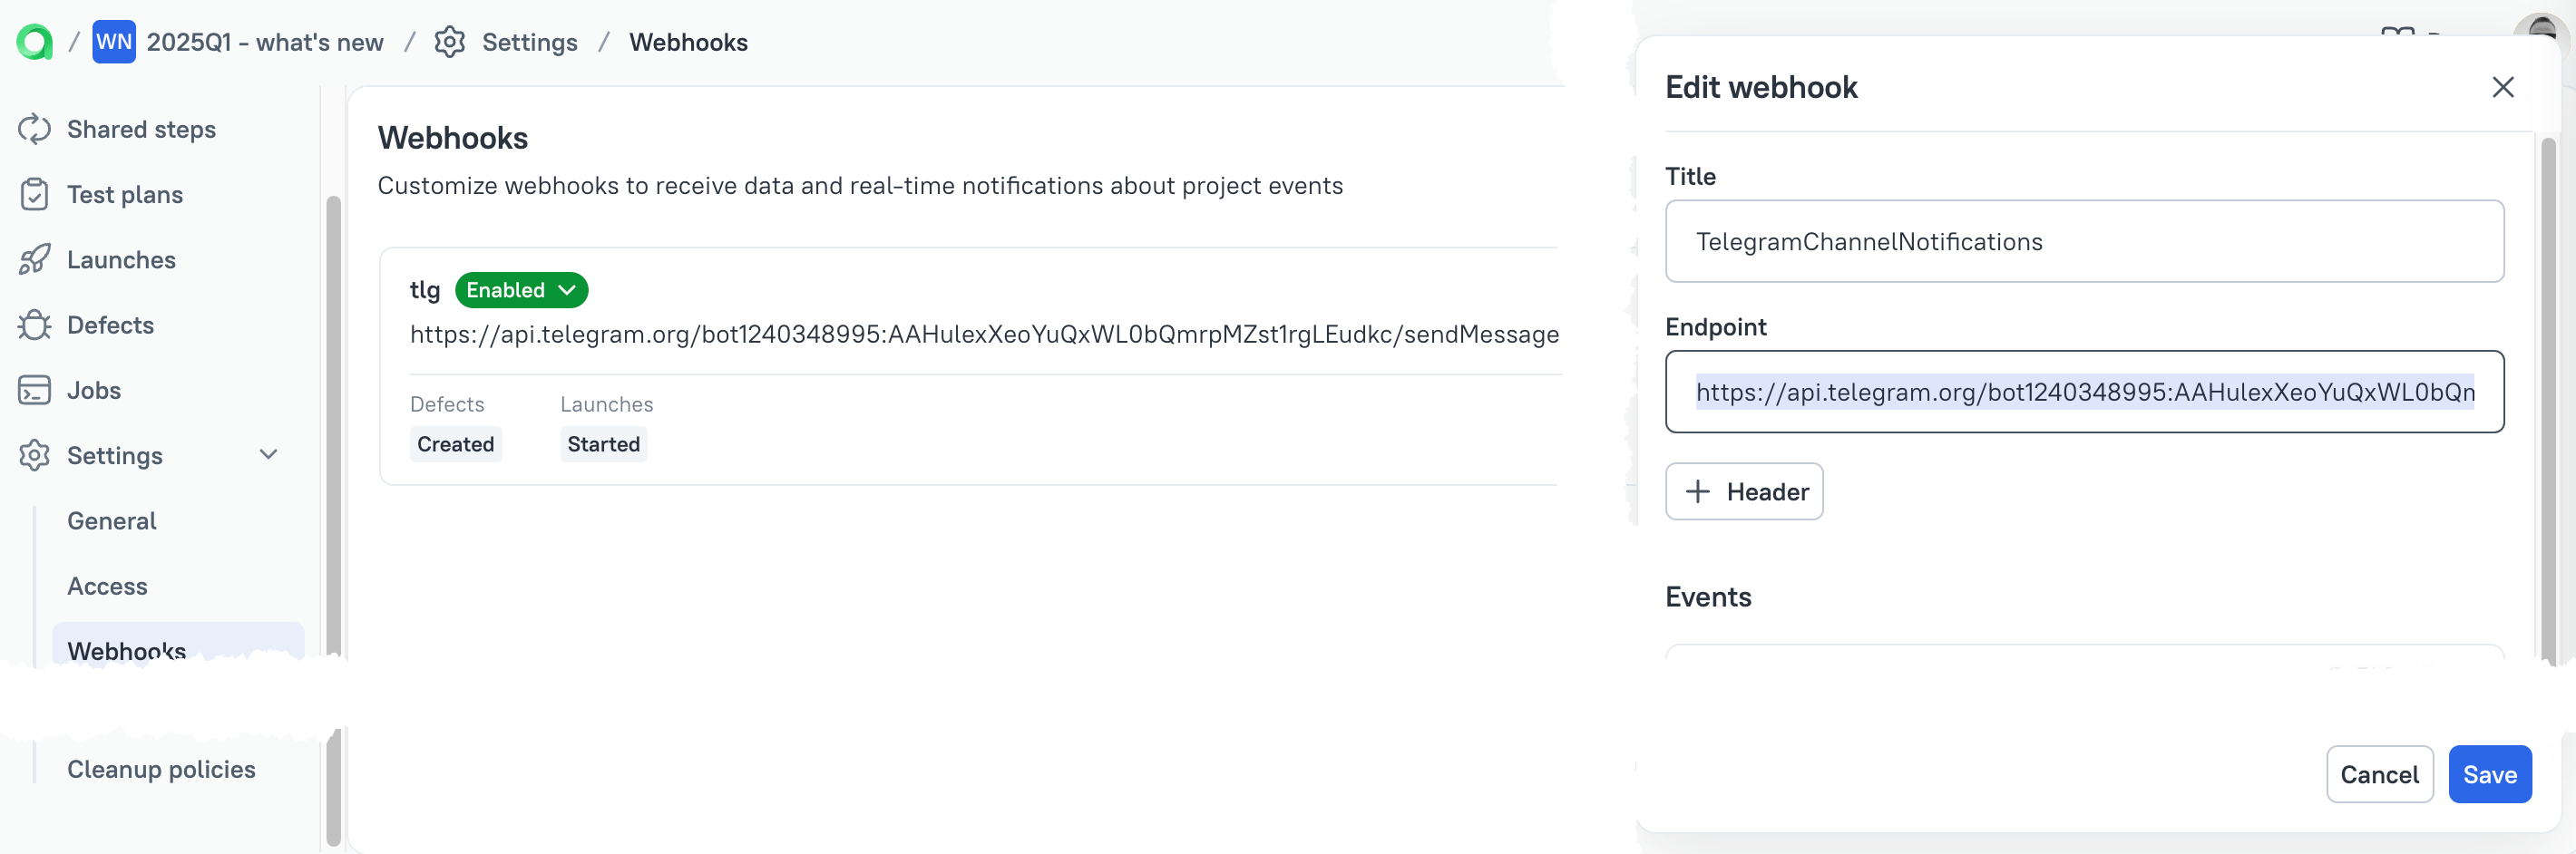 / WN 2025Q1 - what's new / Settings / Webhooks
Shared steps
Test plans
Launches
Defects
Jobs
Settings
General
Access
Webhooks
Cleanup policies
Webhooks
Customize webhooks to receive data and real-time notifications about project events
tlg Enabled
https://api.telegram.org/bot1240348995:AAHulexXeoYuQxWL0bQmrpMZst1rgLEudkc/sendMessage
Defects Launches
Created Started
Edit webhook
Title
TelegramChannelNotifications
Endpoint
https://api.telegram.org/bot1240348995:AAHulexXeoYuQxWL0bQn
+ Header
Events
Cancel Save